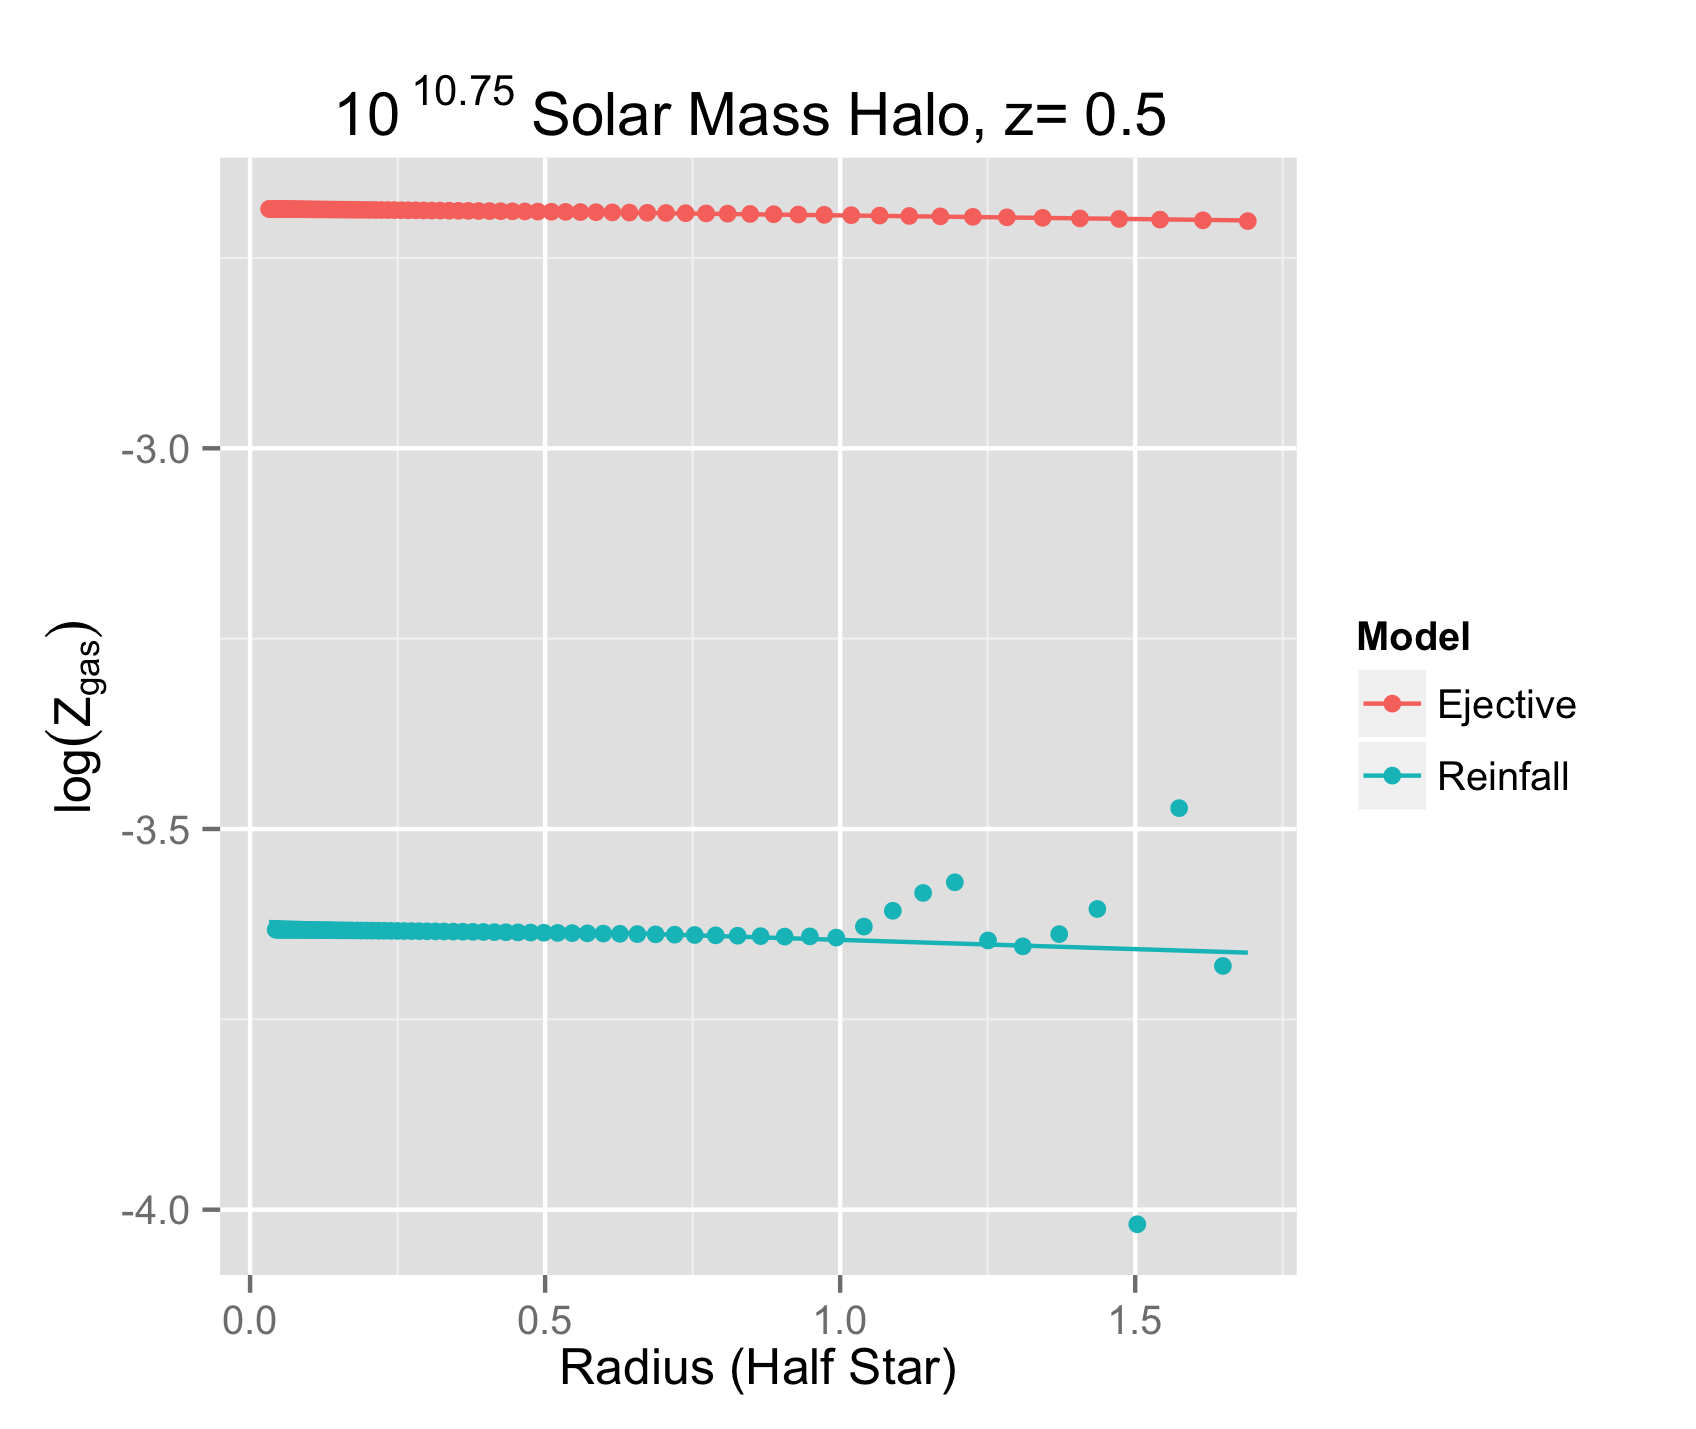 10^10.75 Solar Mass Halo, z= 0.5
log(Z_gas)
-3.0
-3.5
-4.0
0.0 0.5 1.0 1.5
Radius (Half Star)
Model
Ejective
Reinfall